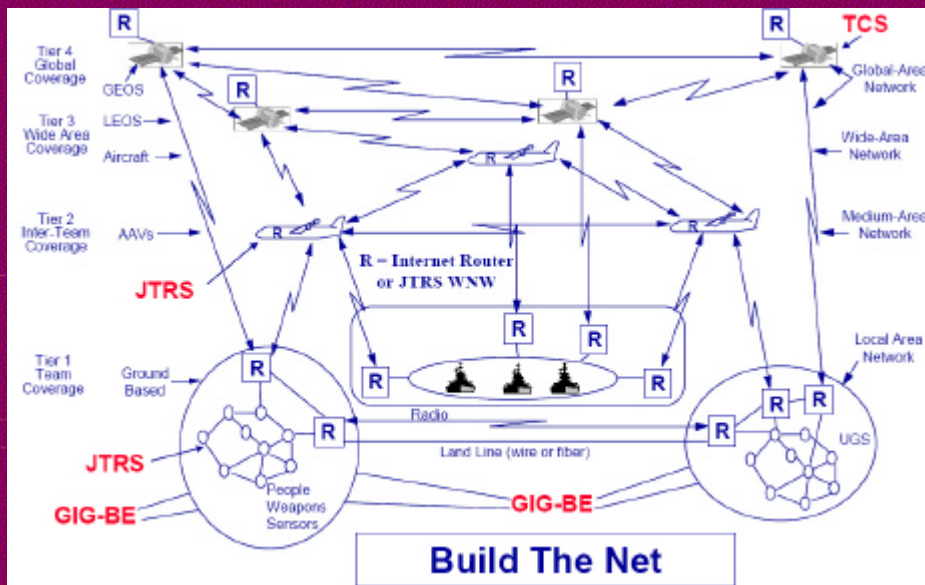 R
R
TCS
Tier 4
Global
Coverage
GEOS
R
R
Global-Area
Network
Tier 3
Wide Area
Coverage
LEOS
Aircraft
R
Wide-Area
Network
Tier 2
Inter-Team
Coverage
AAVs
R
R
Medium-Area
Network
JTRS
R = Internet Router
or JTRS WNW
R
R
R
R
Tier 1
Team
Coverage
Ground
Based
R
Local Area
Network
R
R
R
R
Radio
UGS
Land Line (wire or fiber)
JTRS
People
Weapons
Sensors
GIG-BE
GIG-BE
Build The Net